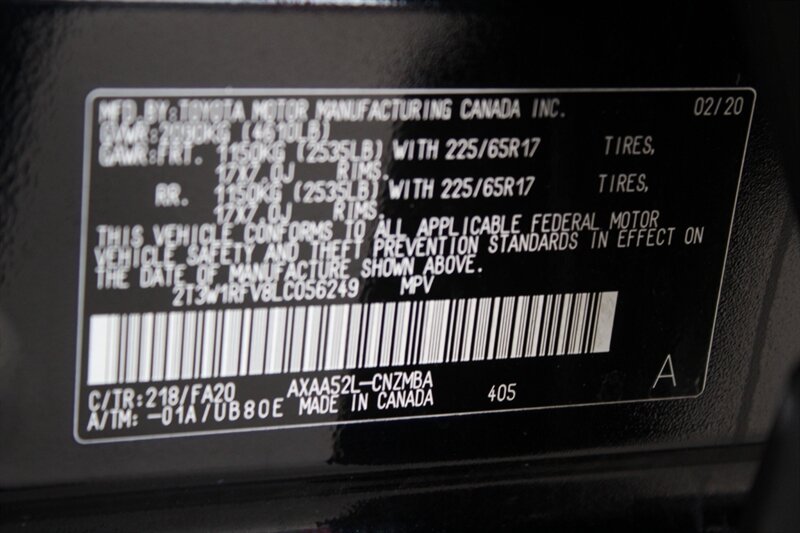 MFD. BY: TOYOTA MOTOR MANUFACTURING CANADA INC. 02/20
GVWR: 2090KG (4610LB)
GAWR: FRT. 1150KG (2535LB) WITH 225/65R17 TIRES,
17X7.0J RIMS.
RR. 1150KG (2535LB) WITH 225/65R17 TIRES,
17X7.0J RIMS.
THIS VEHICLE CONFORMS TO ALL APPLICABLE FEDERAL MOTOR
VEHICLE SAFETY AND THEFT PREVENTION STANDARDS IN EFFECT ON
THE DATE OF MANUFACTURE SHOWN ABOVE.
2T3W1RFV8LC056249 MPV
C/TR:218/FA20 AXAA52L-CNZMBA 405 A
A/TM: -01A/UB80E MADE IN CANADA